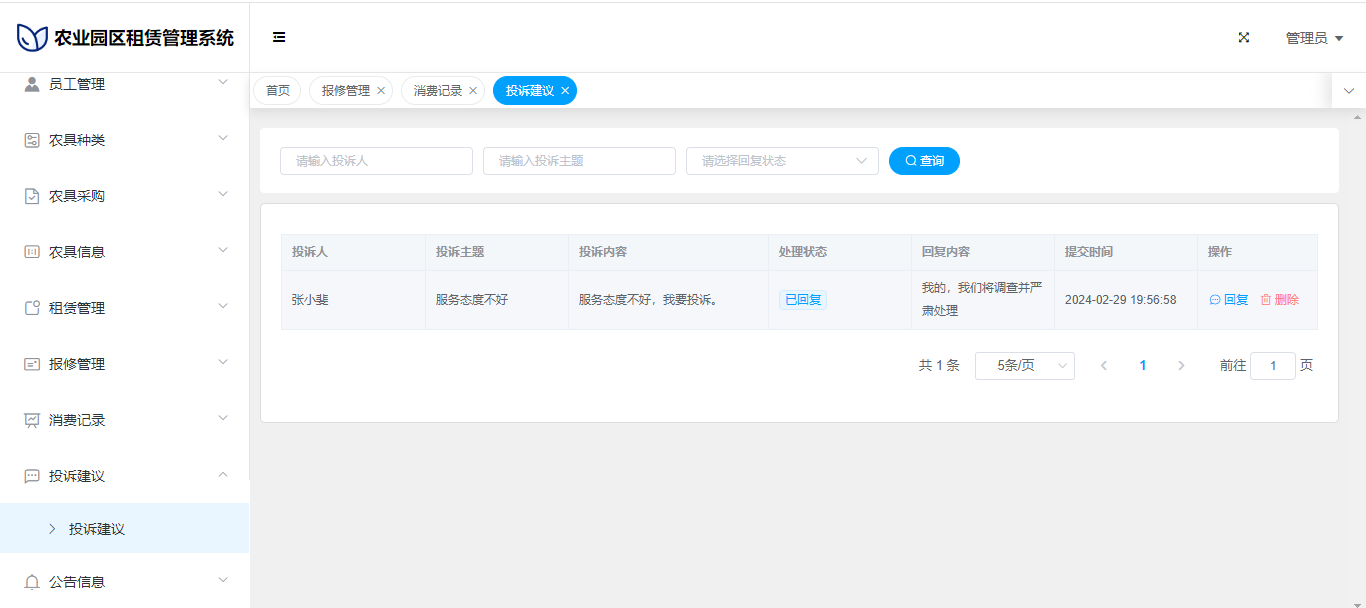 农业园区租赁管理系统
管理员
员工管理
农具种类
农具采购
农具信息
租赁管理
报修管理
消费记录
投诉建议
投诉建议
公告信息
首页 报修管理 消费记录 投诉建议
请输入投诉人 请输入投诉主题 请选择回复状态 查询
投诉人 投诉主题 投诉内容 处理状态 回复内容 提交时间 操作
张小斐 服务态度不好 服务态度不好，我要投诉。 已回复 我的，我们将调查并严
肃处理 2024-02-29 19:56:58 回复 删除
共 1 条 5条/页 1 前往 1 页